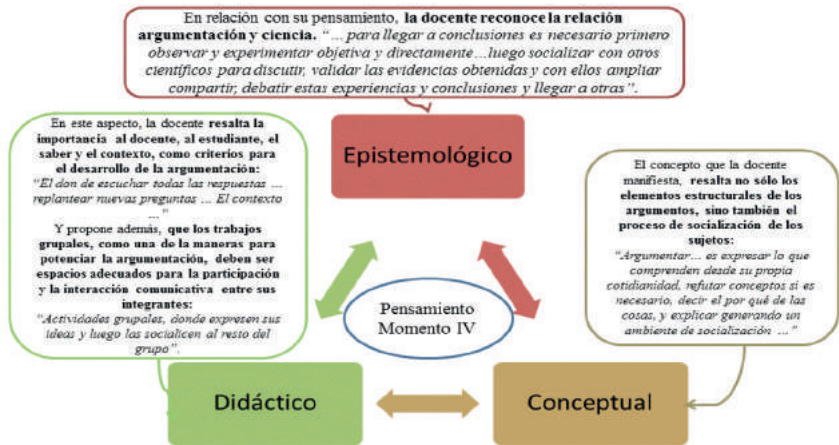 En relación con su pensamiento, la docente reconoce la relación
argumentación y ciencia. “… para llegar a conclusiones es necesario primero
observar y experimentar objetiva y directamente…luego socializar con otros
científicos para discutir, validar las evidencias obtenidas y con ellos ampliar
compartir, debatir estas experiencias y conclusiones y llegar a otras”.
Epistemológico
En este aspecto, la docente resalta la
importancia al docente, al estudiante, el
saber y el contexto, como criterios para
el desarrollo de la argumentación:
“El don de escuchar todas las respuestas …
replantear nuevas preguntas … El contexto
…”
Y propone además, que los trabajos
grupales, como una de la maneras para
potenciar la argumentación, deben ser
espacios adecuados para la participación
y la interacción comunicativa entre sus
integrantes:
“Actividades grupales, donde expresen sus
ideas y luego las socialicen al resto del
grupo”.
El concepto que la docente
manifiesta, resalta no sólo los
elementos estructurales de los
argumentos, sino también el
proceso de socialización de los
sujetos:
“Argumentar… es expresar lo que
comprenden desde su propia
cotidianidad, refutar conceptos si es
necesario, decir el por qué de las
cosas, y explicar generando un
ambiente de socialización …”
Pensamiento
Momento IV
Didáctico
Conceptual